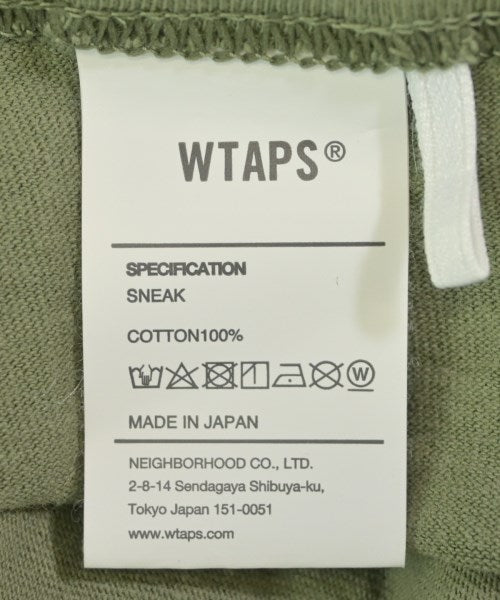 WTAPS®
SPECIFICATION
SNEAK
COTTON100%
W
MADE IN JAPAN
NEIGHBORHOOD CO., LTD.
2-8-14 Sendagaya Shibuya-ku,
Tokyo Japan 151-0051
www.wtaps.com